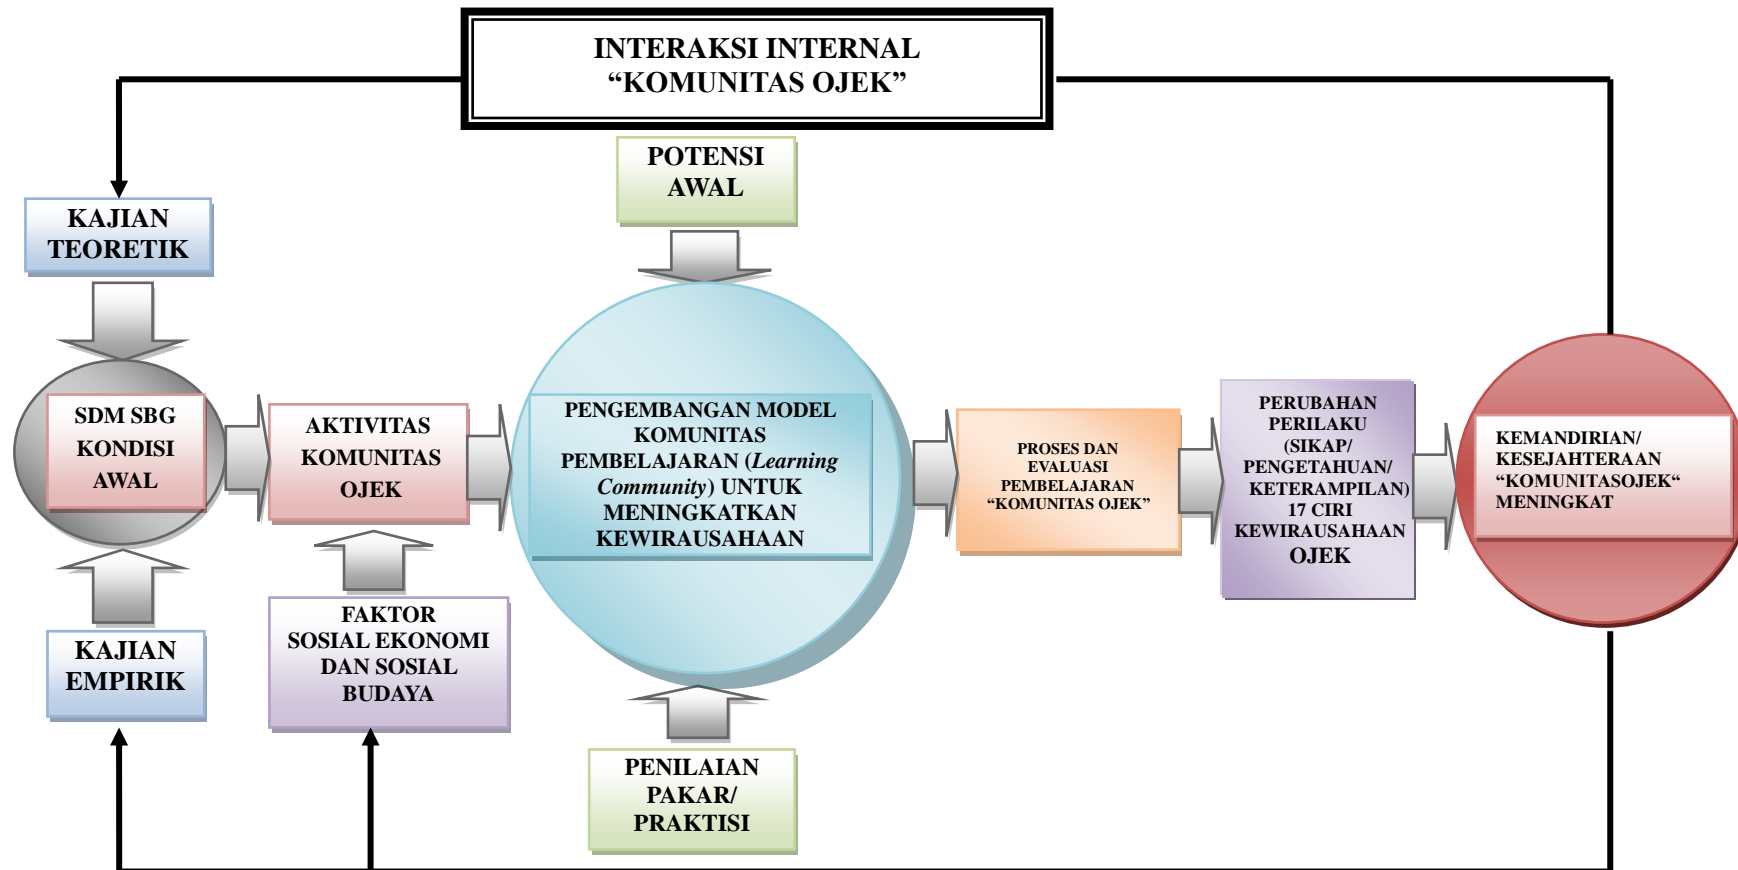 INTERAKSI INTERNAL
“KOMUNITAS OJEK”
POTENSI
AWAL
KAJIAN
TEORETIK
SDM SBG
KONDISI
AWAL
AKTIVITAS
KOMUNITAS
OJEK
PENGEMBANGAN MODEL
KOMUNITAS
PEMBELAJARAN (Learning
Community) UNTUK
MENINGKATKAN
KEWIRAUSAHAAN
PROSES DAN
EVALUASI
PEMBELAJARAN
“KOMUNITAS OJEK”
PERUBAHAN
PERILAKU
(SIKAP/
PENGETAHUAN/
KETERAMPILAN)
17 CIRI
KEWIRAUSAHAAN
OJEK
KEMANDIRIAN/
KESEJAHTERAAN
“KOMUNITASOJEK“
MENINGKAT
KAJIAN
EMPIRIK
FAKTOR
SOSIAL EKONOMI
DAN SOSIAL
BUDAYA
PENILAIAN
PAKAR/
PRAKTISI